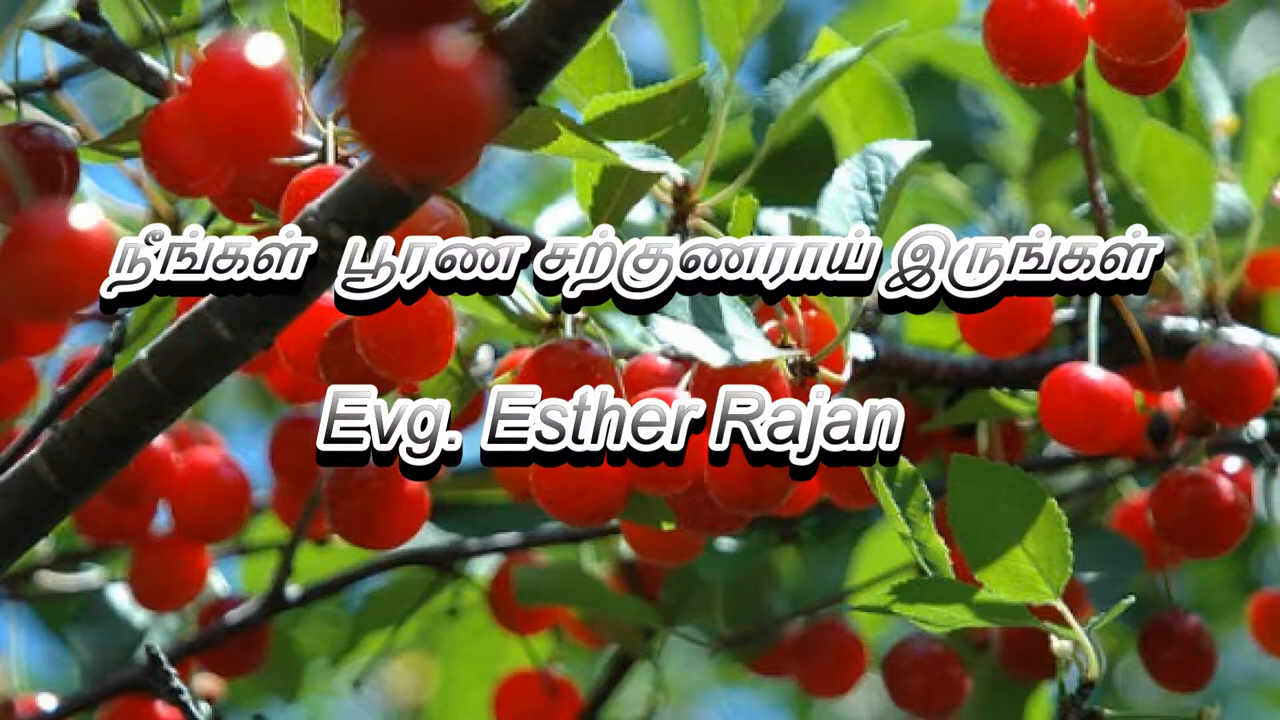 நீங்கள் பூரண சற்குணராய் இருங்கள்
Evg. Esther Rajan